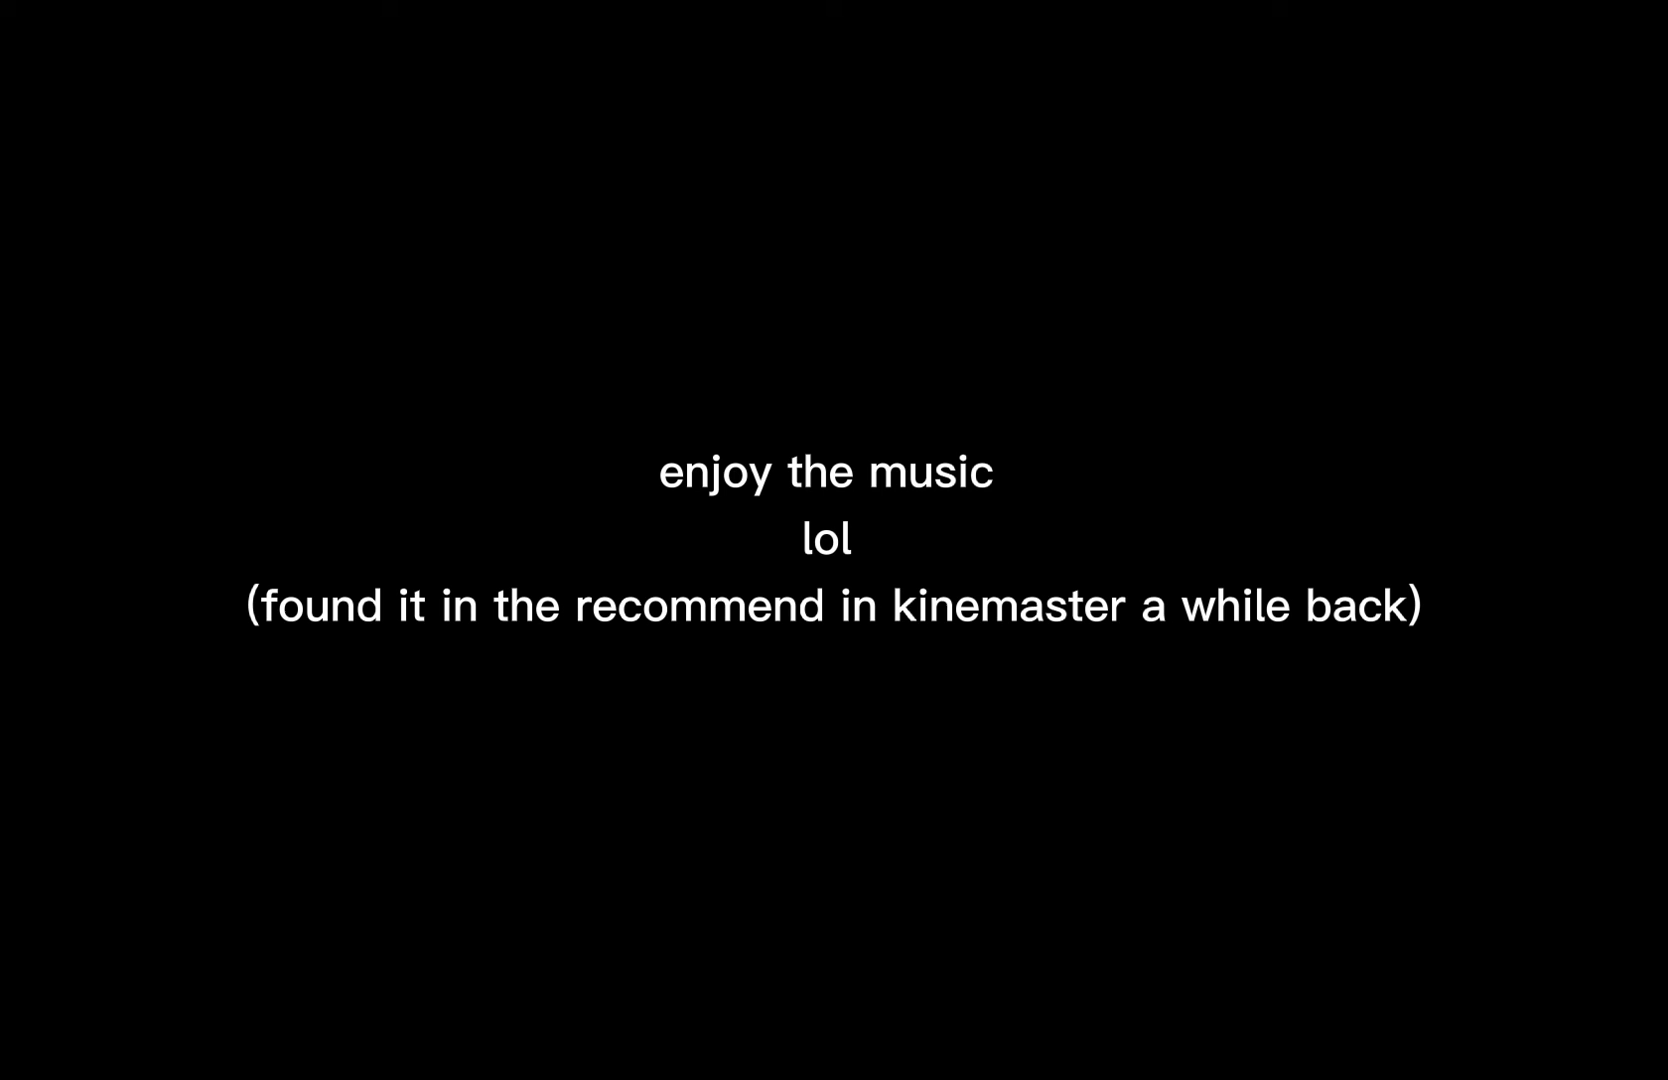 enjoy the music
lol
(found it in the recommend in kinemaster a while back)